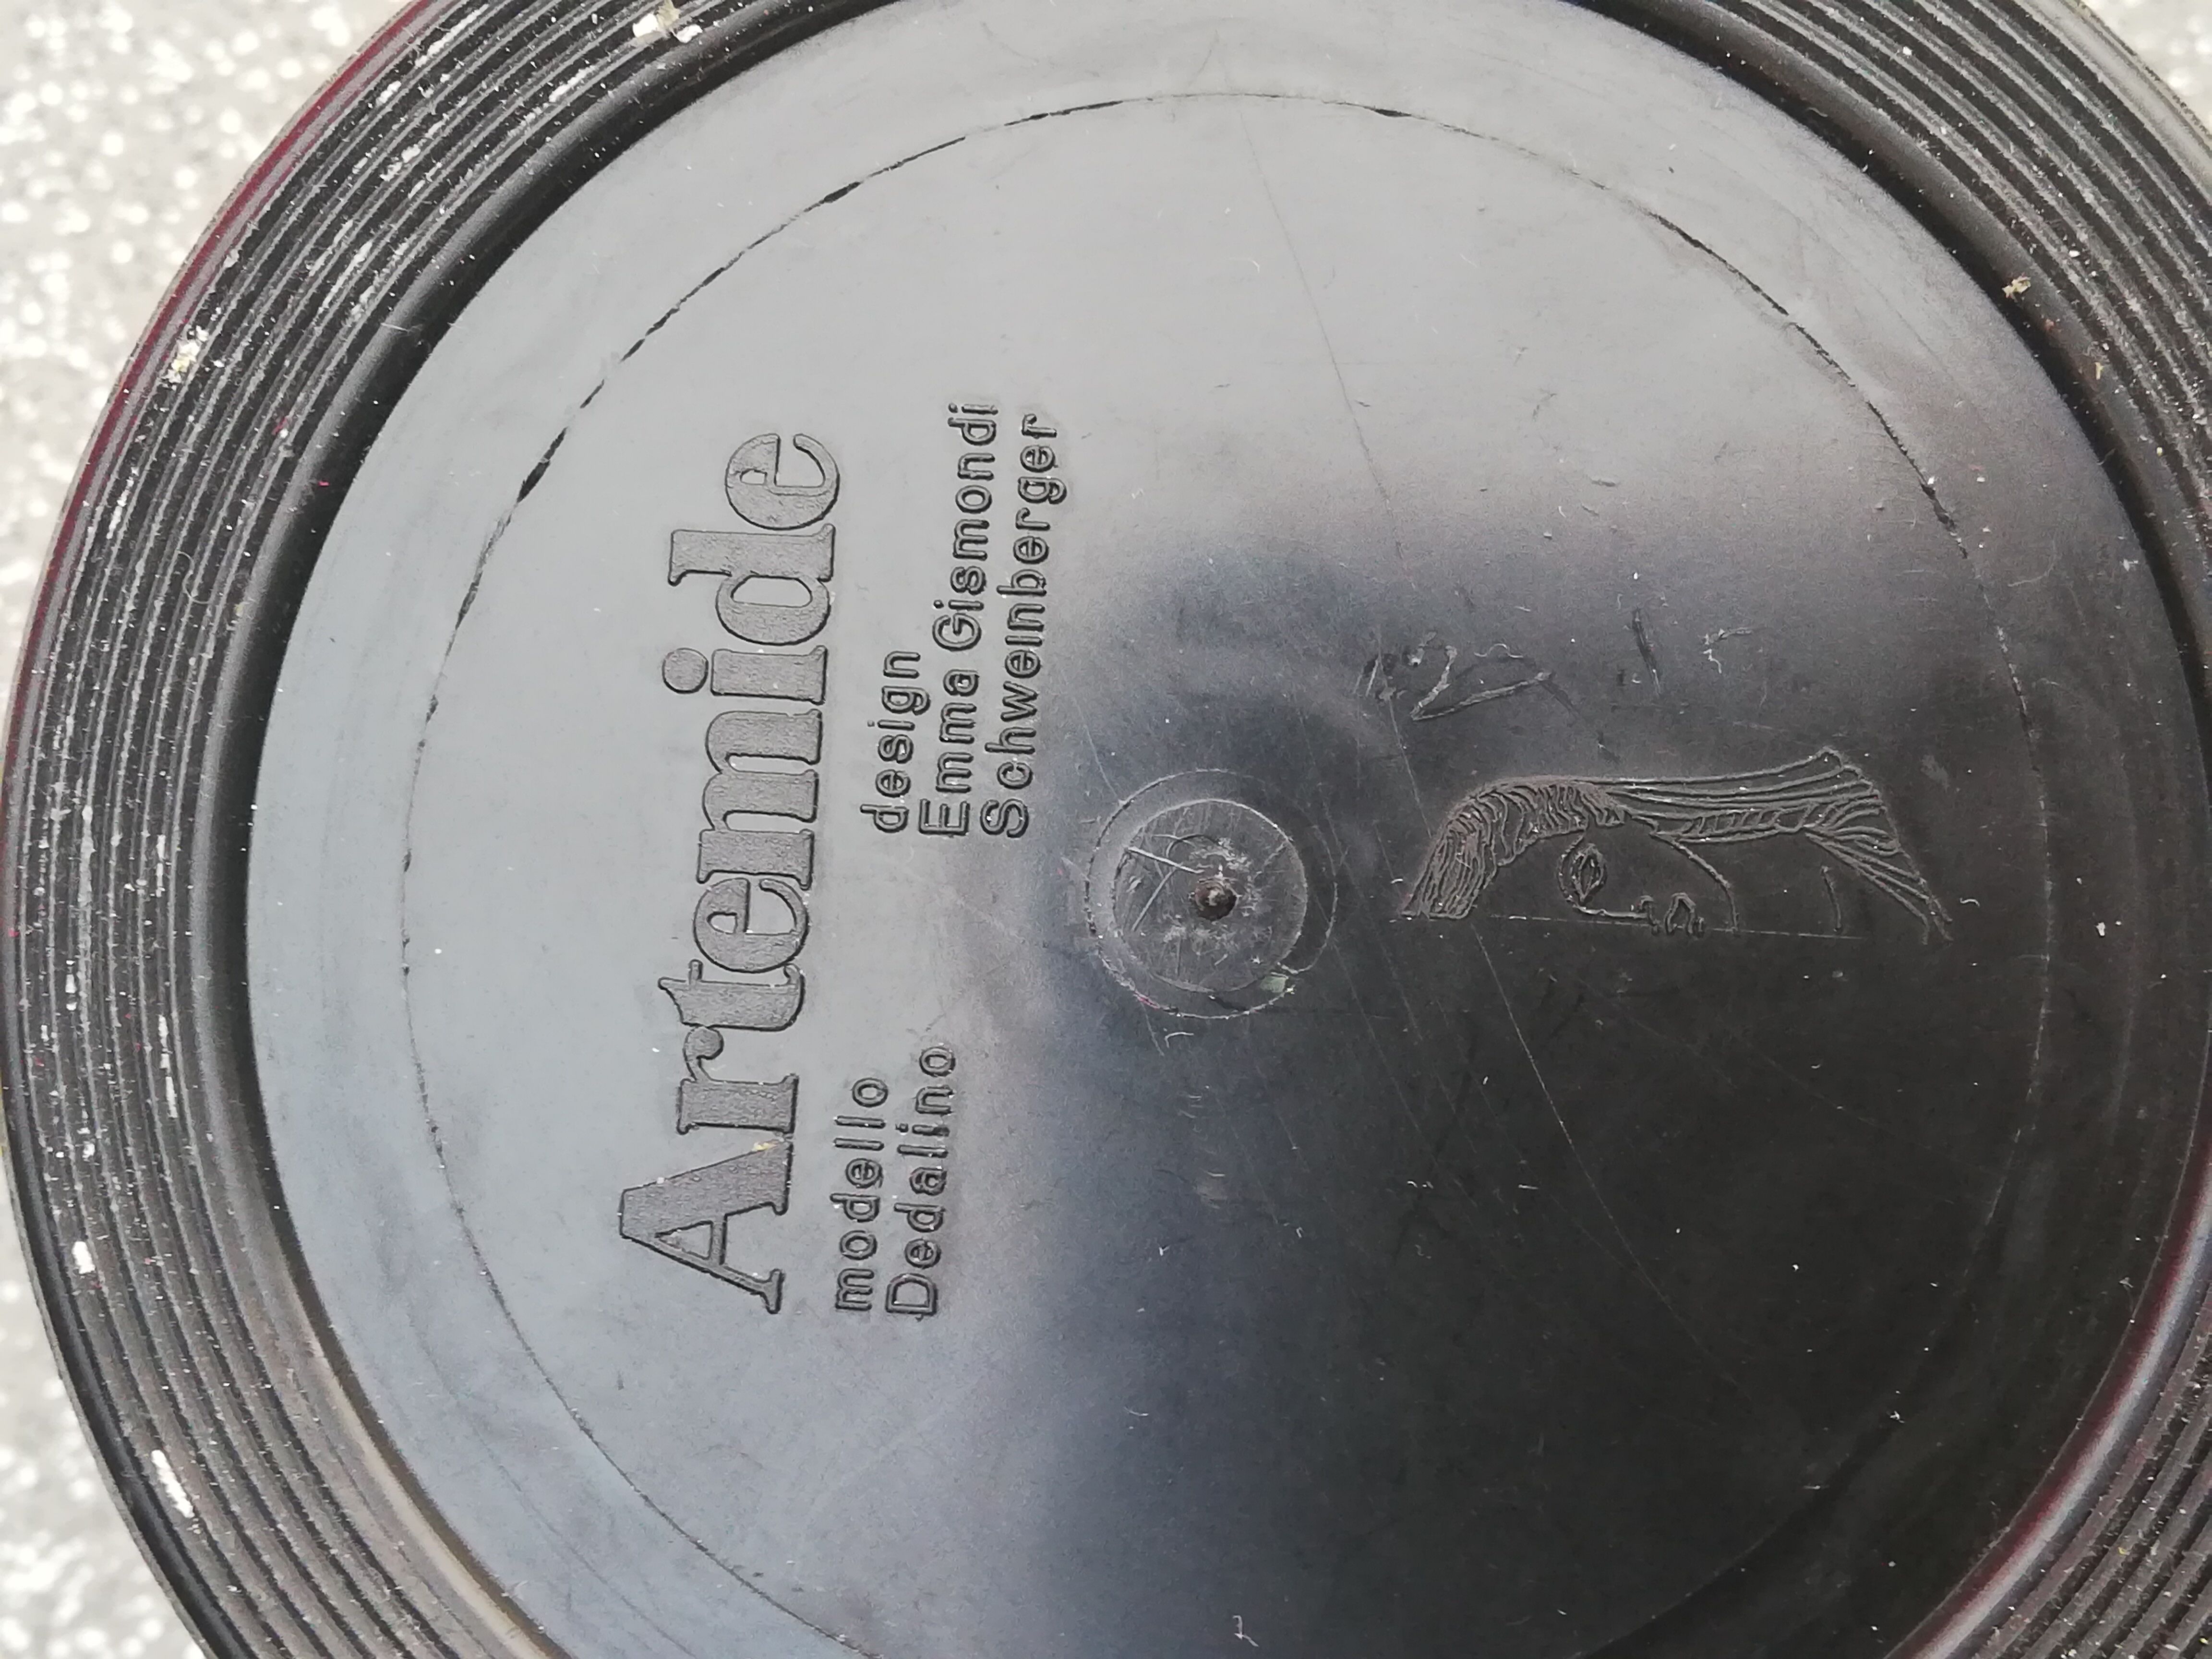 Artemide
modello
Dedalino
design
Emma Gismondi
Schweinberger